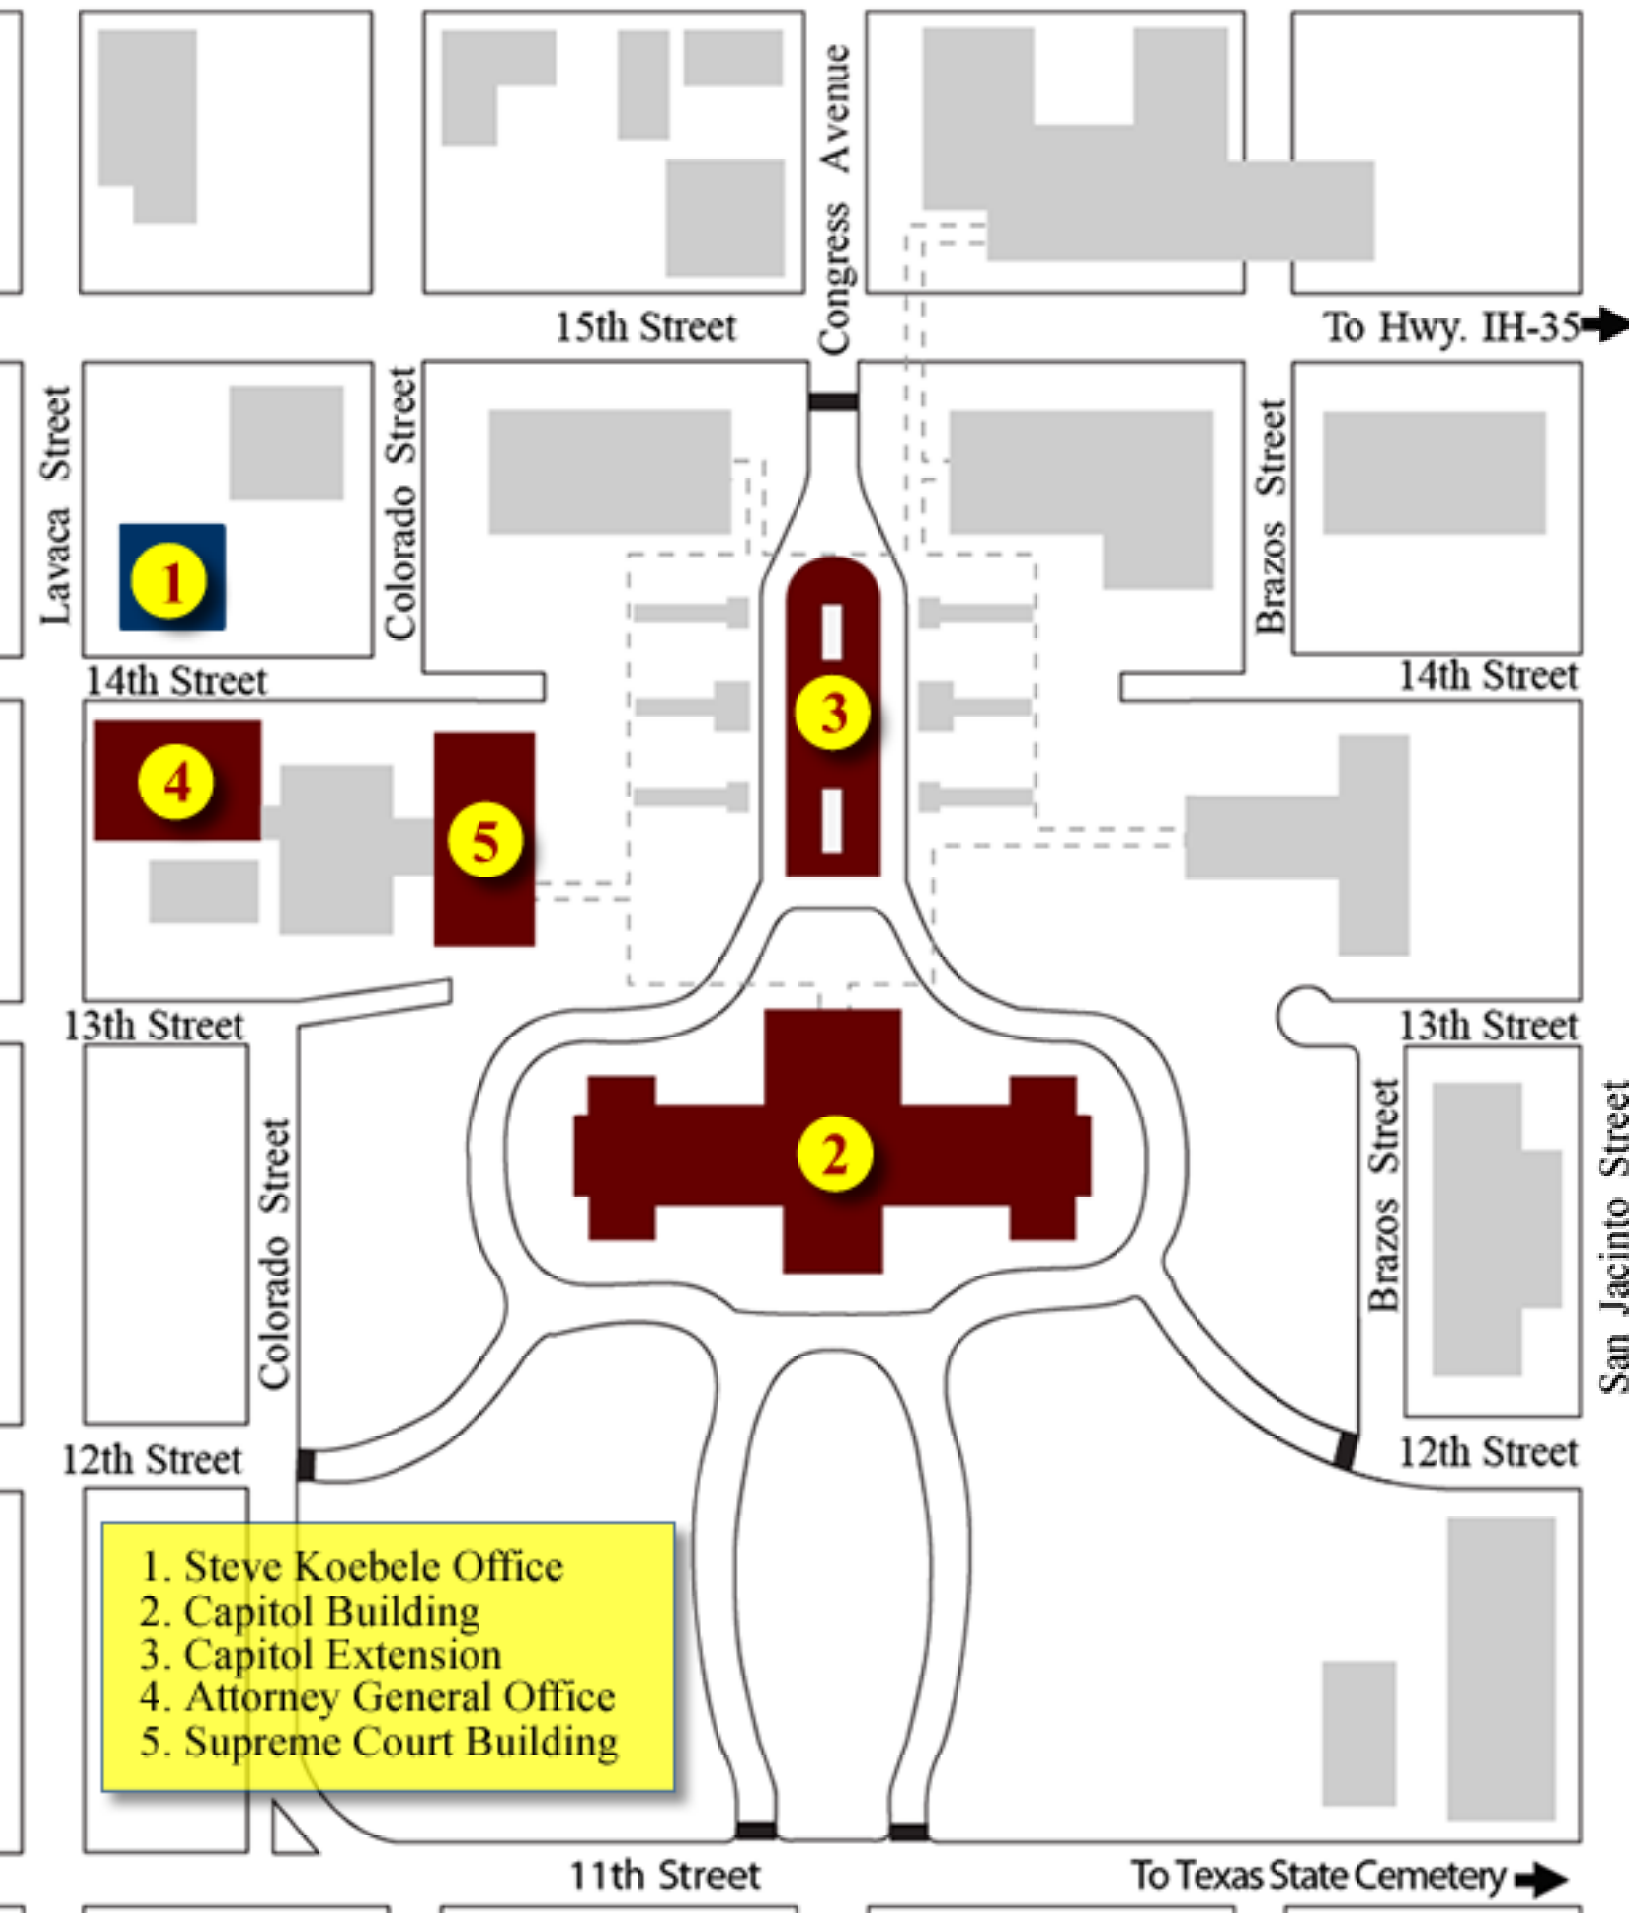 Congress Avenue
15th Street
To Hwy. IH-35
Lavaca Street
Colorado Street
Brazos Street
1
14th Street
14th Street
3
4
5
13th Street
13th Street
2
Colorado Street
Brazos Street
San Jacinto Street
12th Street
12th Street
1. Steve Koebele Office
2. Capitol Building
3. Capitol Extension
4. Attorney General Office
5. Supreme Court Building
11th Street
To Texas State Cemetery